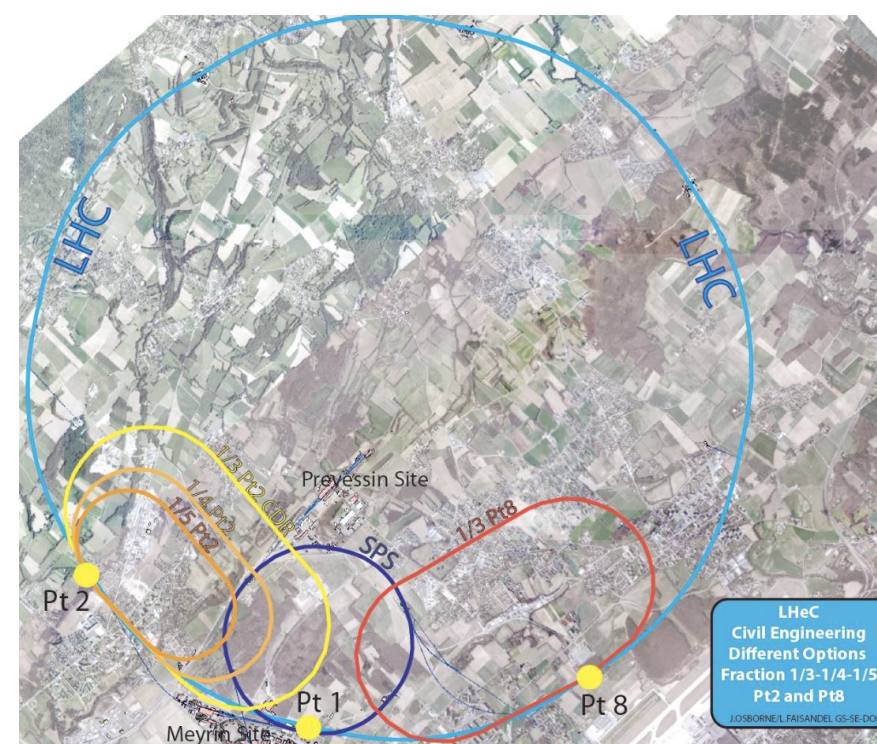 LHC
LHC
1/3 Pt2 CDR
1/4 Pt2
1/5 Pt2
Prevessin Site
1/3 Pt8
SPS
Pt 2
Pt 1
Pt 8
Meyrin Site
LHeC
Civil Engineering
Different Options
Fraction 1/3-1/4-1/5
Pt2 and Pt8
J.OSBORNE/L.FAISANDEL GS-SE-DO